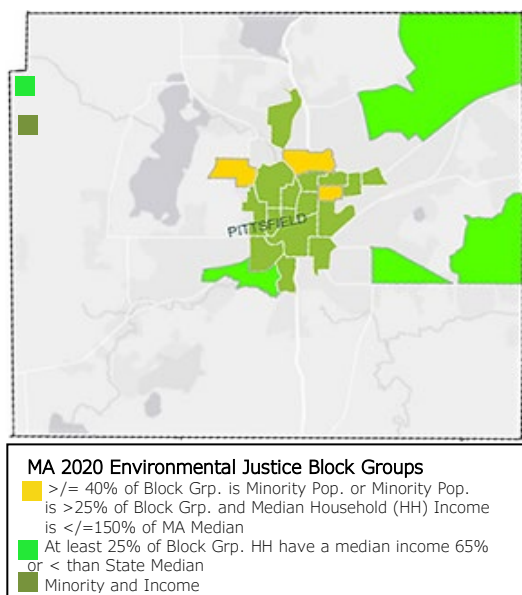 PITTSFIELD
MA 2020 Environmental Justice Block Groups
>/= 40% of Block Grp. is Minority Pop. or Minority Pop.
is >25% of Block Grp. and Median Household (HH) Income
is </=150% of MA Median
At least 25% of Block Grp. HH have a median income 65%
or < than State Median
Minority and Income